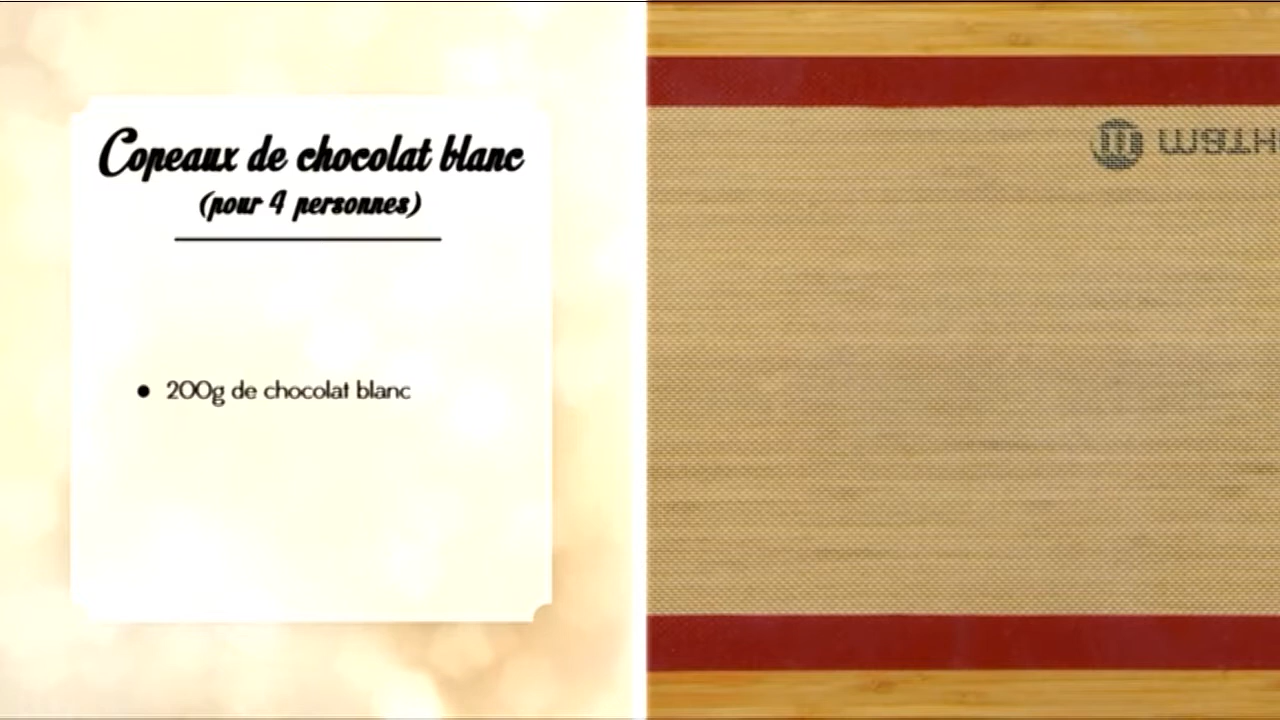 Copeaux de chocolat blanc
(pour 4 personnes)
● 200g de chocolat blanc